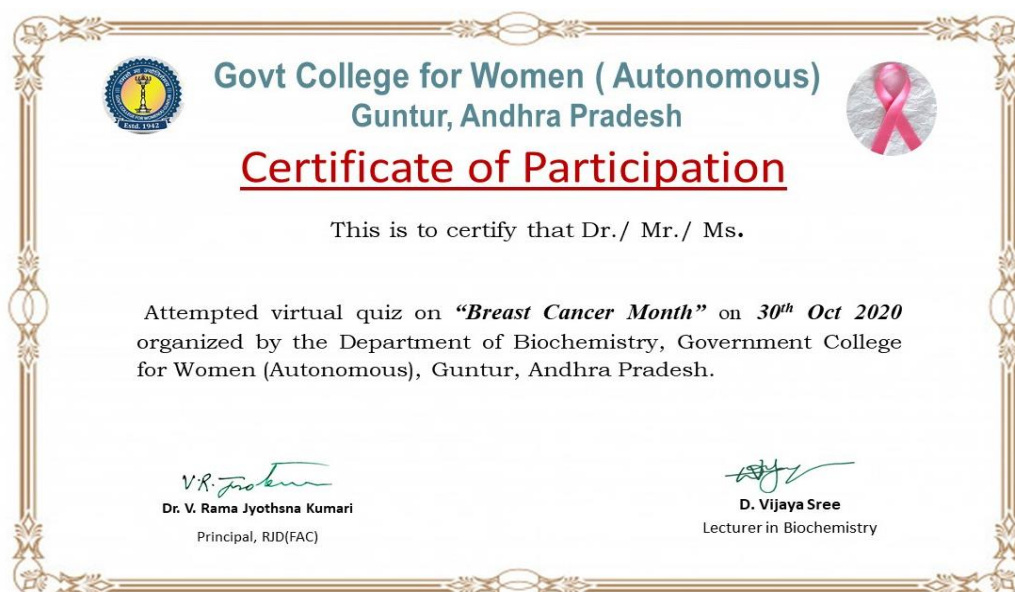 Govt College for Women ( Autonomous)
Guntur, Andhra Pradesh
Certificate of Participation
This is to certify that Dr./ Mr./ Ms.
Attempted virtual quiz on “Breast Cancer Month” on 30th Oct 2020
organized by the Department of Biochemistry, Government College
for Women (Autonomous), Guntur, Andhra Pradesh.
Estd. 1942
V.R.
Dr. V. Rama Jyothsna Kumari
Principal, RJD(FAC)
D. Vijaya Sree
Lecturer in Biochemistry